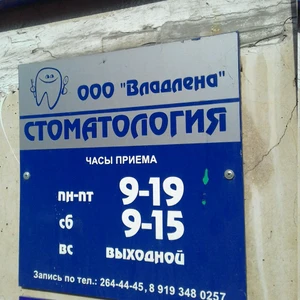 ООО "Владлена"
СТОМАТОЛОГИЯ
ЧАСЫ ПРИЕМА
ПН-ПТ 9-19
СБ 9-15
ВС ВЫХОДНОЙ
Запись по тел.: 264-44-45, 8 919 348 0257